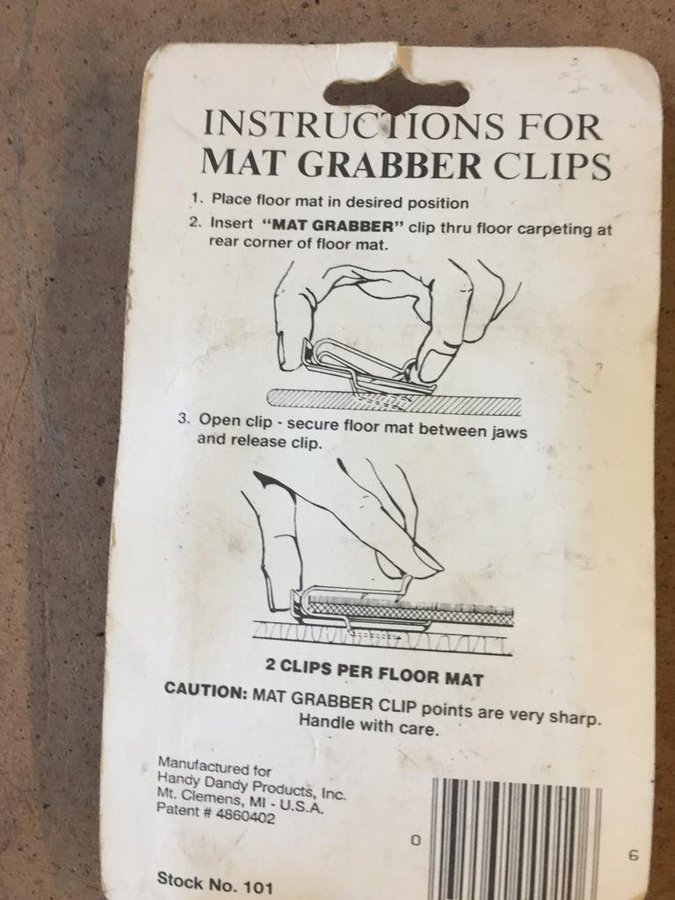 INSTRUCTIONS FOR
MAT GRABBER CLIPS
1. Place floor mat in desired position
2. Insert "MAT GRABBER" clip thru floor carpeting at
rear corner of floor mat.
3. Open clip - secure floor mat between jaws
and release clip.
2 CLIPS PER FLOOR MAT
CAUTION: MAT GRABBER CLIP points are very sharp.
Handle with care.
Manufactured for
Handy Dandy Products, Inc.
Mt. Clemens, MI - U.S.A.
Patent # 4860402
Stock No. 101
0
6